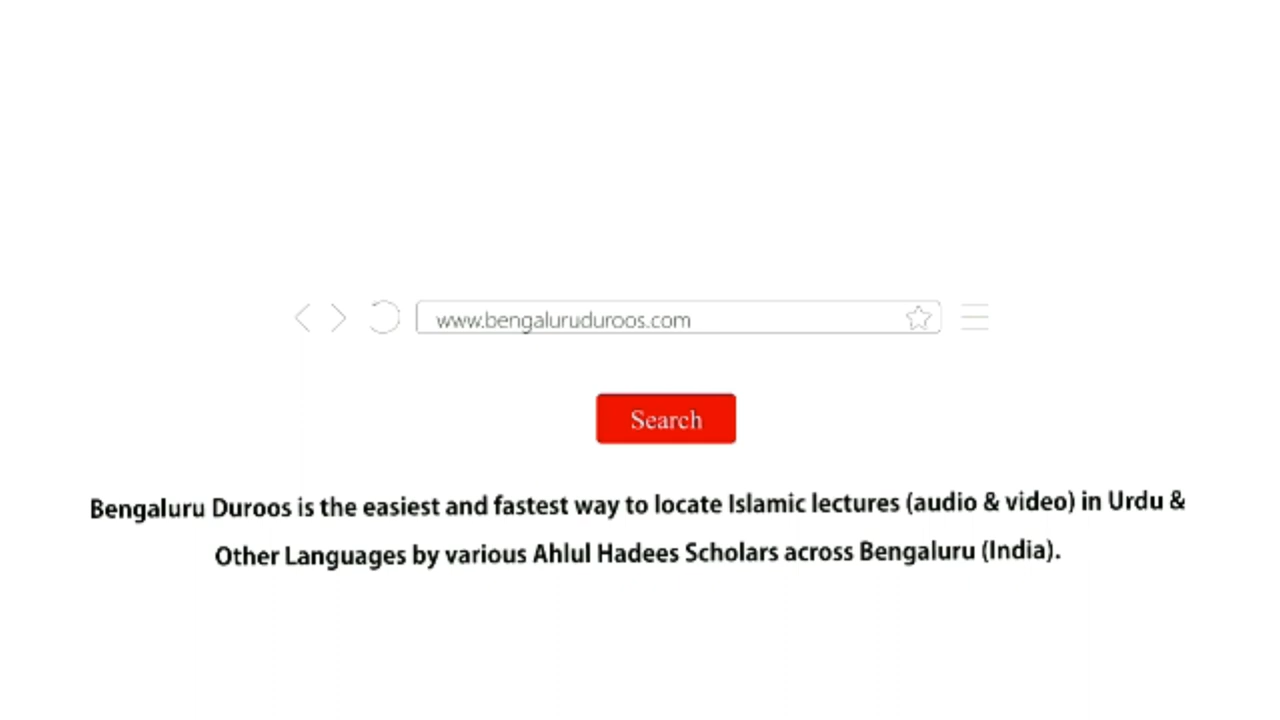 www.bengaluruduroos.com
Search
Bengaluru Duroos is the easiest and fastest way to locate Islamic lectures (audio & video) in Urdu &
Other Languages by various Ahlul Hadees Scholars across Bengaluru (India).